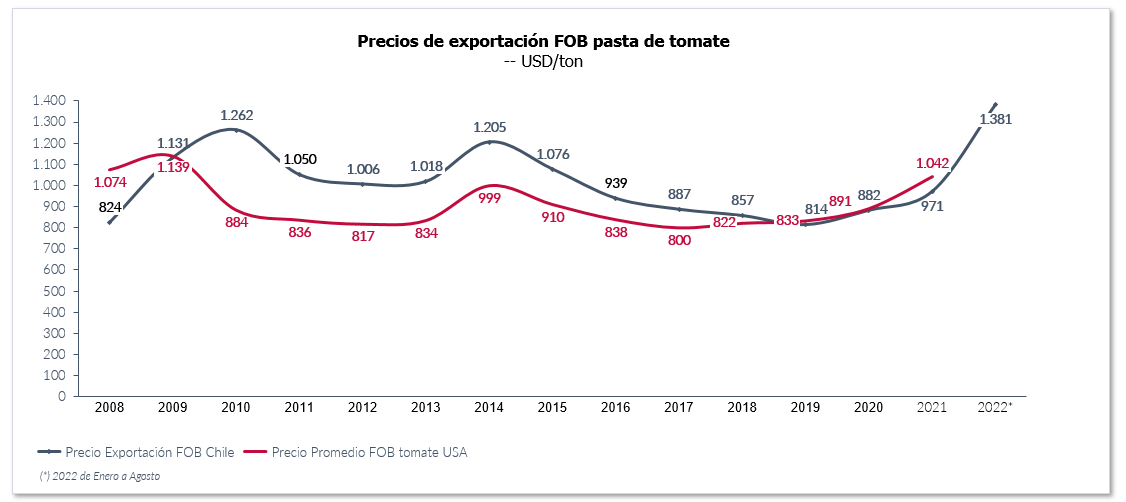 Precios de exportación FOB pasta de tomate
-- USD/ton
1.400
1.300
1.200
1.100
1.000
900
800
700
600
500
400
300
200
100
0
824 1.131 1.262 1.050 1.006 1.018 1.205 1.076 939 887 857 814 882 971 1.381
1.074 1.139 884 836 817 834 999 910 838 800 822 833 891 1.042
2008 2009 2010 2011 2012 2013 2014 2015 2016 2017 2018 2019 2020 2021 2022*
Precio Exportación FOB Chile Precio Promedio FOB tomate USA
(*) 2022 de Enero a Agosto